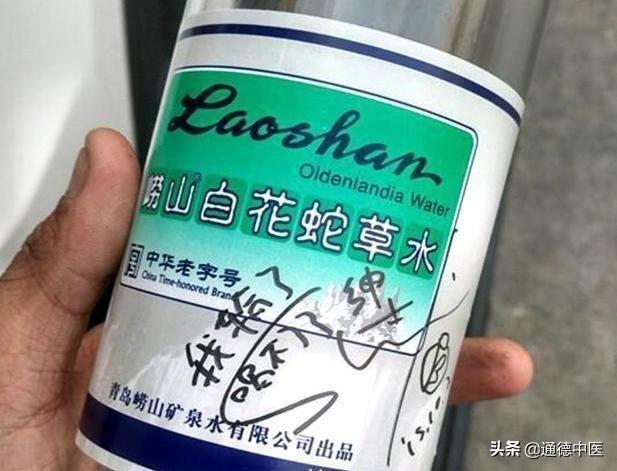 Laoshan
Oldenlandia Water
崂山®白花蛇草水
中华老字号
China Time-honored Brand
青岛崂山矿泉水有限公司出品
头条 @通德中医